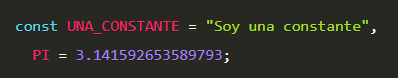 const UNA_CONSTANTE = "Soy una constante",
PI = 3.141592653589793;